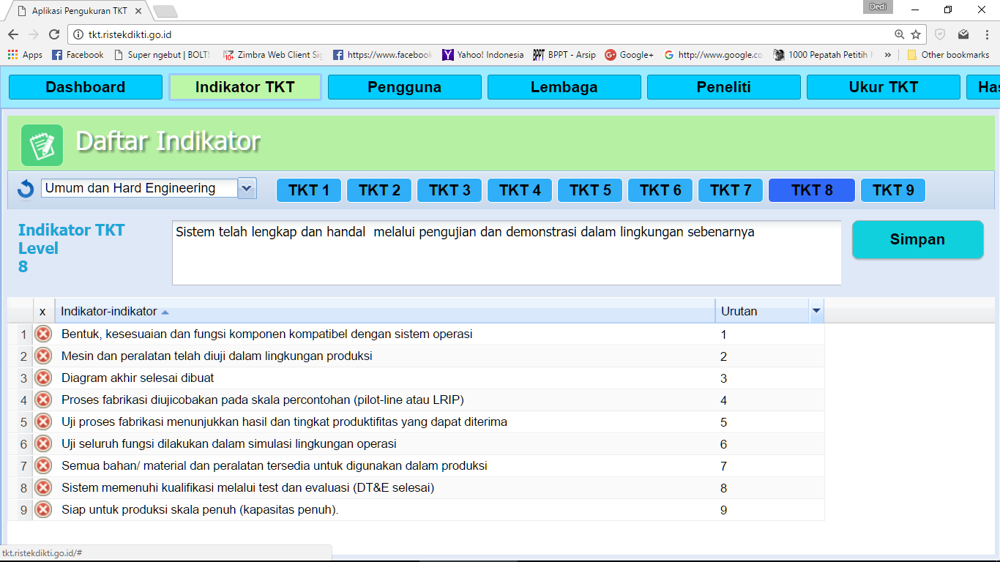 Aplikasi Pengukuran TKT
Dedi
tkt.ristekdikti.go.id
Apps Facebook Super ngebut | BOLT! Zimbra Web Client Sig https://www.facebook Yahoo! Indonesia BPPT - Arsip Google+ http://www.google.co 1000 Pepatah Petitih » Other bookmarks
Dashboard Indikator TKT Pengguna Lembaga Peneliti Ukur TKT Has
Daftar Indikator
Umum dan Hard Engineering TKT 1 TKT 2 TKT 3 TKT 4 TKT 5 TKT 6 TKT 7 TKT 8 TKT 9
Indikator TKT
Level
8
Sistem telah lengkap dan handal  melalui pengujian dan demonstrasi dalam lingkungan sebenarnya
Simpan
x Indikator-indikator Urutan
1 Bentuk, kesesuaian dan fungsi komponen kompatibel dengan sistem operasi 1
2 Mesin dan peralatan telah diuji dalam lingkungan produksi 2
3 Diagram akhir selesai dibuat 3
4 Proses fabrikasi diujicobakan pada skala percontohan (pilot-line atau LRIP) 4
5 Uji proses fabrikasi menunjukkan hasil dan tingkat produktifitas yang dapat diterima 5
6 Uji seluruh fungsi dilakukan dalam simulasi lingkungan operasi 6
7 Semua bahan/ material dan peralatan tersedia untuk digunakan dalam produksi 7
8 Sistem memenuhi kualifikasi melalui test dan evaluasi (DT&E selesai) 8
9 Siap untuk produksi skala penuh (kapasitas penuh). 9
tkt.ristekdikti.go.id/#